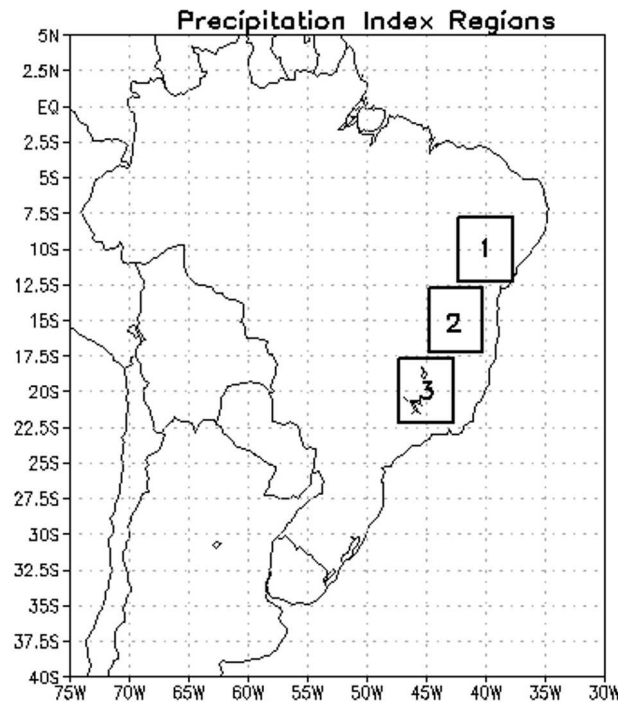 Precipitation Index Regions
5N
2.5N
EQ
2.5S
5S
7.5S
10S
12.5S
15S
17.5S
20S
22.5S
25S
27.5S
30S
32.5S
35S
37.5S
40S
1
2
3
75W 70W 65W 60W 55W 50W 45W 40W 35W 30W